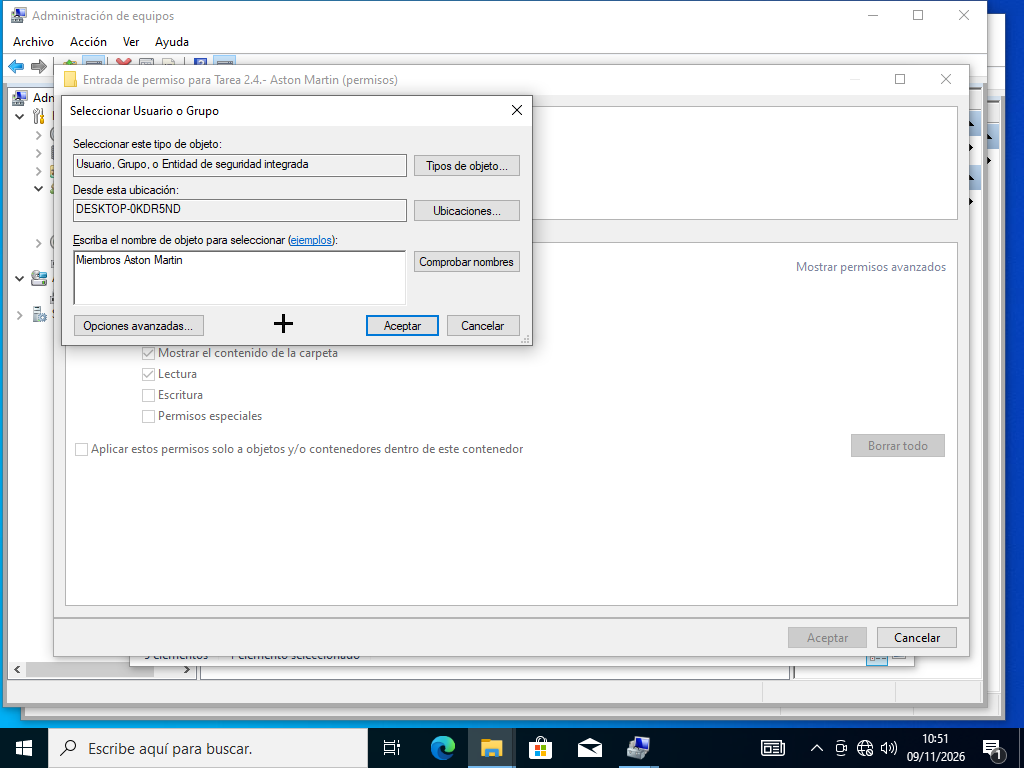 Administración de equipos
Archivo Acción Ver Ayuda
Entrada de permiso para Tarea 2.4.- Aston Martin (permisos)
Adn
Seleccionar Usuario o Grupo
Seleccionar este tipo de objeto:
Usuario, Grupo, o Entidad de seguridad integrada
Tipos de objeto...
Desde esta ubicación:
DESKTOP-0KDR5ND
Ubicaciones...
Escriba el nombre de objeto para seleccionar (ejemplos):
Miembros Aston Martin
Comprobar nombres
Mostrar permisos avanzados
Opciones avanzadas...
Aceptar
Cancelar
Mostrar el contenido de la carpeta
Lectura
Escritura
Permisos especiales
Aplicar estos permisos solo a objetos y/o contenedores dentro de este contenedor
Borrar todo
Aceptar
Cancelar
9 elementos 1 elemento seleccionado
Escribe aquí para buscar.
10:51
09/11/2026
1